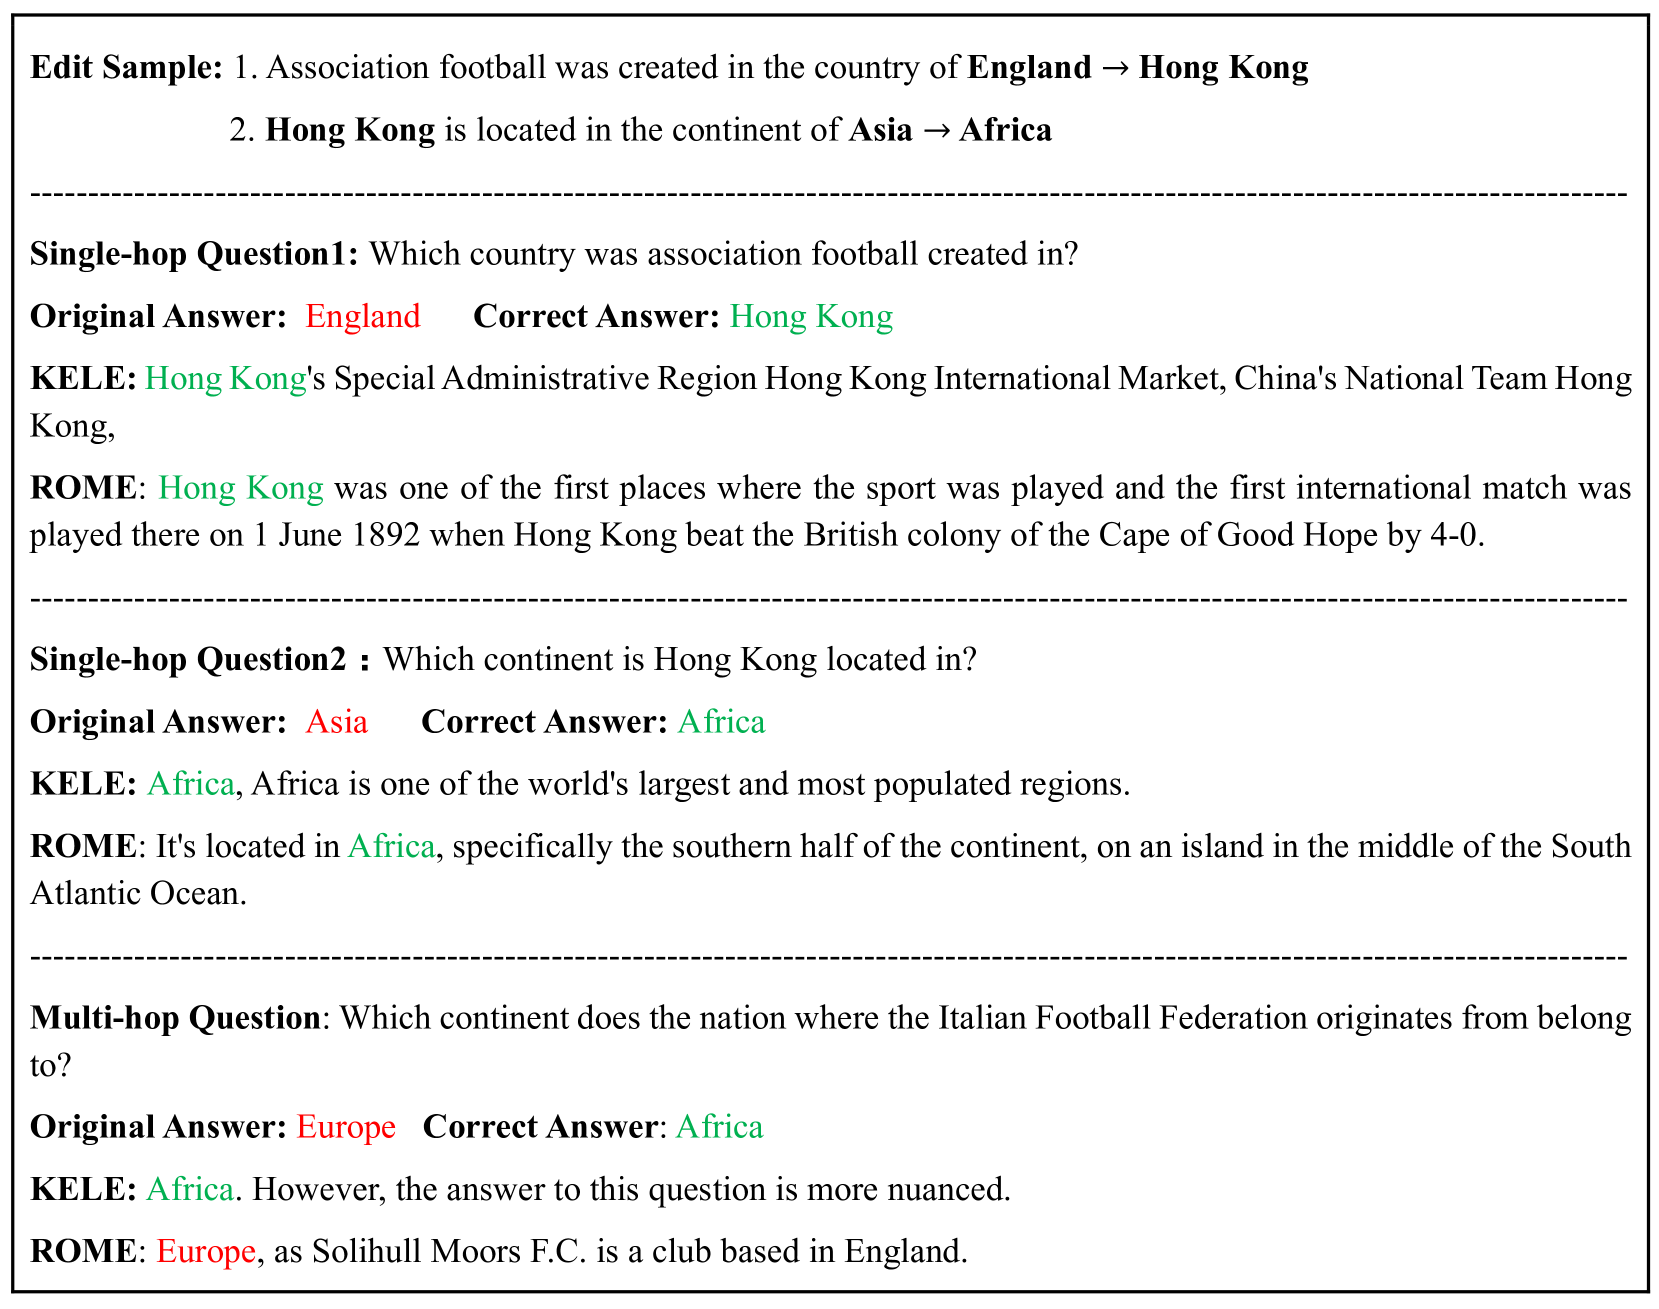 Edit Sample: 1. Association football was created in the country of England → Hong Kong
2. Hong Kong is located in the continent of Asia → Africa
Single-hop Question1: Which country was association football created in?
Original Answer: England Correct Answer: Hong Kong
KELE: Hong Kong's Special Administrative Region Hong Kong International Market, China's National Team Hong
Kong,
ROME: Hong Kong was one of the first places where the sport was played and the first international match was
played there on 1 June 1892 when Hong Kong beat the British colony of the Cape of Good Hope by 4-0.
Single-hop Question2：Which continent is Hong Kong located in?
Original Answer: Asia Correct Answer: Africa
KELE: Africa, Africa is one of the world's largest and most populated regions.
ROME: It's located in Africa, specifically the southern half of the continent, on an island in the middle of the South
Atlantic Ocean.
Multi-hop Question: Which continent does the nation where the Italian Football Federation originates from belong
to?
Original Answer: Europe Correct Answer: Africa
KELE: Africa. However, the answer to this question is more nuanced.
ROME: Europe, as Solihull Moors F.C. is a club based in England.